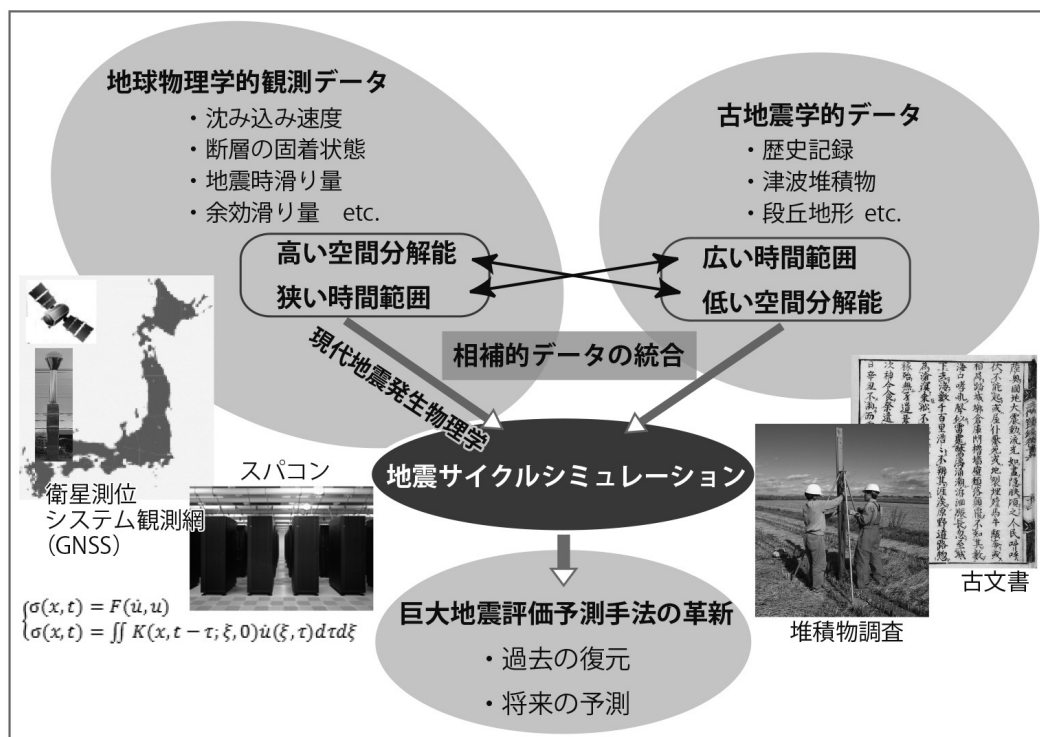 地球物理学的観測データ
・沈み込み速度
・断層の固着状態
・地震時滑り量
・余効滑り量 etc.
高い空間分解能
狭い時間範囲
古地震学的データ
・歴史記録
・津波堆積物
・段丘地形 etc.
広い時間範囲
低い空間分解能
相補的データの統合
現代地震発生物理学
地震サイクルシミュレーション
衛星測位
システム観測網
(GNSS)
スパコン
σ(x,t) = F(u̇,u)
σ(x,t) = ∬ K(x,t − τ; ξ,0)u̇(ξ,τ)dτdξ
巨大地震評価予測手法の革新
・過去の復元
・将来の予測
堆積物調査
古文書